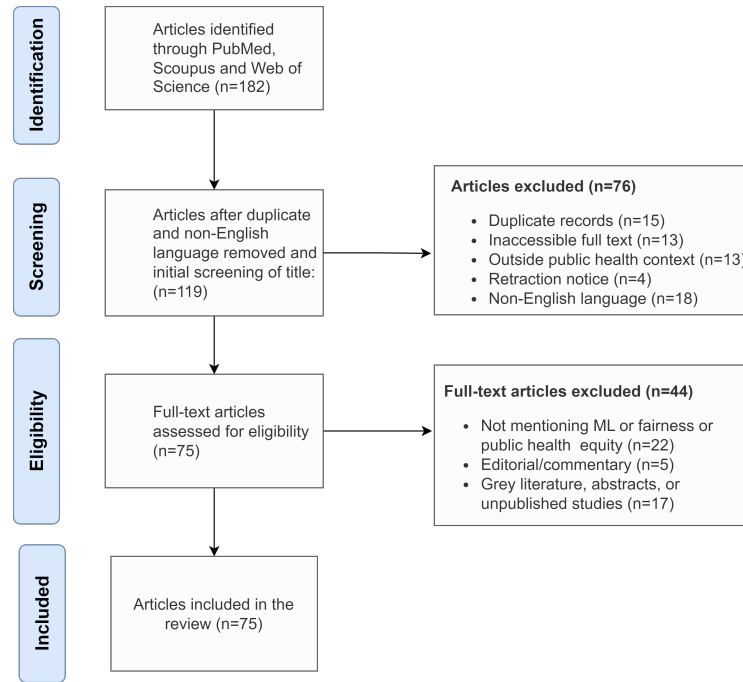 Identification
Articles identified
through PubMed,
Scoupus and Web of
Science (n=182)
Screening
Articles after duplicate
and non-English
language removed and
initial screening of title:
(n=119)
Articles excluded (n=76)
• Duplicate records (n=15)
• Inaccessible full text (n=13)
• Outside public health context (n=13)
• Retraction notice (n=4)
• Non-English language (n=18)
Eligibility
Full-text articles
assessed for eligibility
(n=75)
Full-text articles excluded (n=44)
• Not mentioning ML or fairness or
public health equity (n=22)
• Editorial/commentary (n=5)
• Grey literature, abstracts, or
unpublished studies (n=17)
Included
Articles included in the
review (n=75)